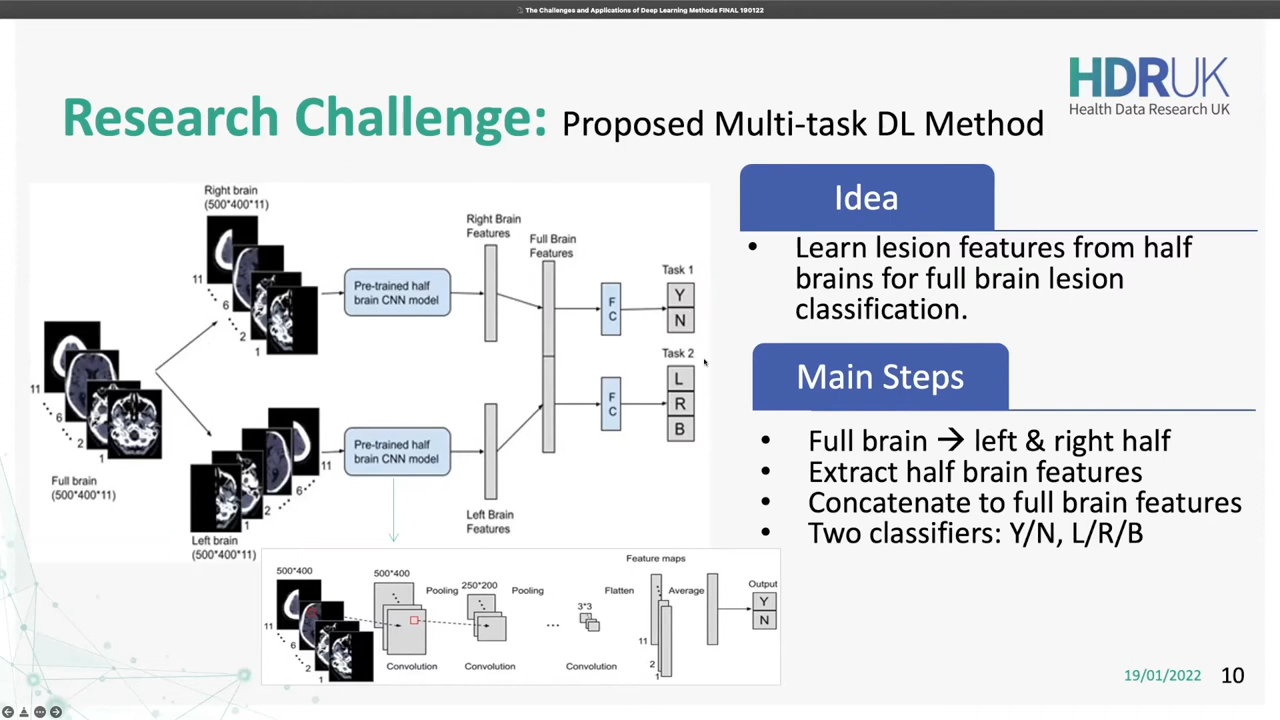 The Challenges and Applications of Deep Learning Methods FINAL 190122
HDRUK
Health Data Research UK
Research Challenge: Proposed Multi-task DL Method
Right brain
(500*400*11)
11
6
2
1
Pre-trained half
brain CNN model
Right Brain
Features
Full Brain
Features
F
C
Task 1
Y
N
Task 2
L
R
B
F
C
11
6
2
1
Full brain
(500*400*11)
11
6
2
1
Left brain
(500*400*11)
Pre-trained half
brain CNN model
Left Brain
Features
500*400
11
6
2
1
500*400
Convolution
Pooling
250*200
Convolution
Pooling
...
3*3
Convolution
Flatten
Feature maps
11
2
1
Average
Output
Y
N
Idea
• Learn lesion features from half
brains for full brain lesion
classification.
Main Steps
• Full brain → left & right half
• Extract half brain features
• Concatenate to full brain features
• Two classifiers: Y/N, L/R/B
19/01/2022 10